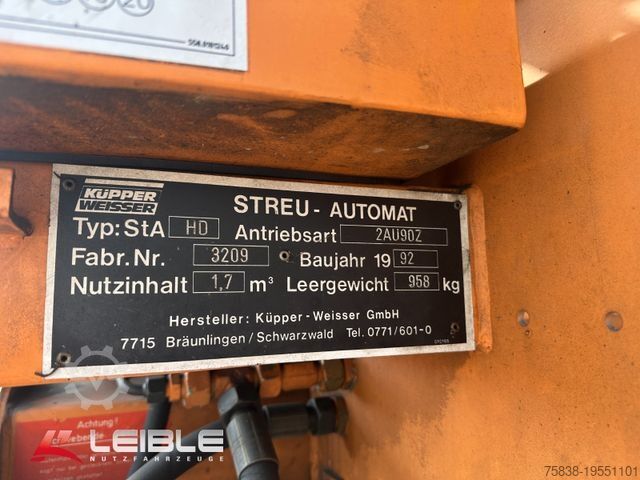 20
KÜPPER
WEISSER
STREU - AUTOMAT
Typ: StA HD Antriebsart 2AU90Z
Fabr. Nr. 3209 Baujahr 19 92
Nutzinhalt 1,7 m³ Leergewicht 958 kg
Hersteller: Küpper - Weisser GmbH
7715 Bräunlingen / Schwarzwald Tel. 0771/601-0
Achtung!
LEIBLE
NUTZFAHRZEUGE
75838-19551101